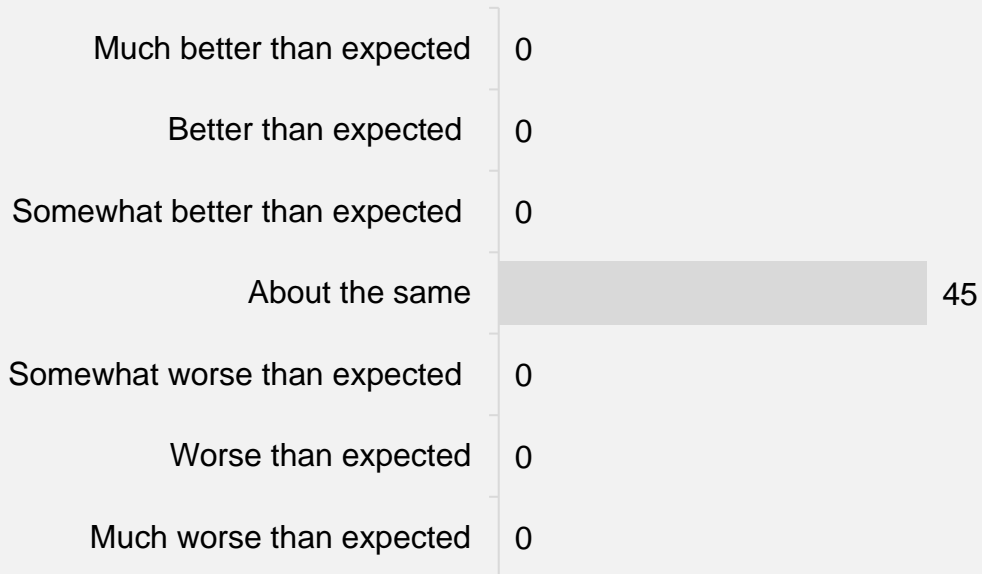 Much better than expected 0
Better than expected 0
Somewhat better than expected 0
About the same 45
Somewhat worse than expected 0
Worse than expected 0
Much worse than expected 0